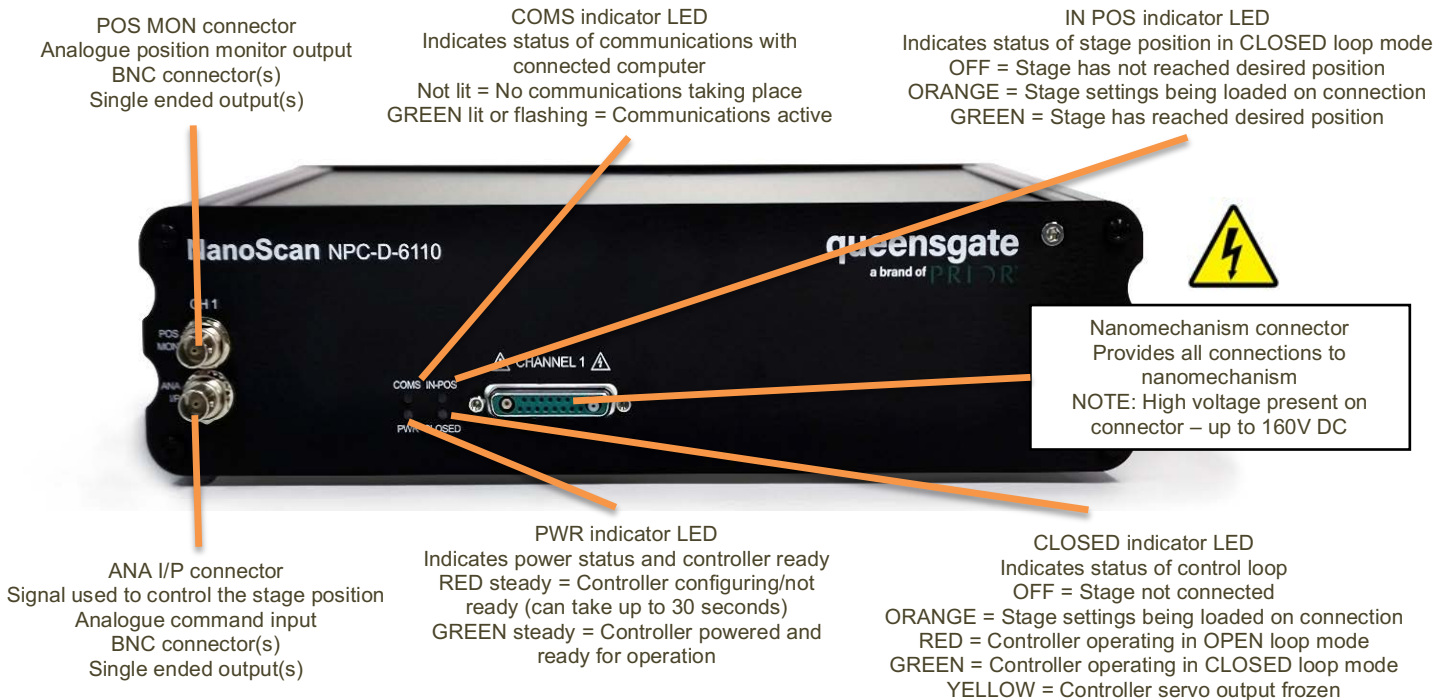 POS MON connector
Analogue position monitor output
BNC connector(s)
Single ended output(s)
COMS indicator LED
Indicates status of communications with
connected computer
Not lit = No communications taking place
GREEN lit or flashing = Communications active
IN POS indicator LED
Indicates status of stage position in CLOSED loop mode
OFF = Stage has not reached desired position
ORANGE = Stage settings being loaded on connection
GREEN = Stage has reached desired position
NanoScan NPC-D-6110
queensgate
a brand of PRIOR
CH 1
POS
MON
ANA
I/P
CHANNEL 1
COMS IN-POS
PWR CLOSED
Nanomechanism connector
Provides all connections to
nanomechanism
NOTE: High voltage present on
connector – up to 160V DC
ANA I/P connector
Signal used to control the stage position
Analogue command input
BNC connector(s)
Single ended output(s)
PWR indicator LED
Indicates power status and controller ready
RED steady = Controller configuring/not
ready (can take up to 30 seconds)
GREEN steady = Controller powered and
ready for operation
CLOSED indicator LED
Indicates status of control loop
OFF = Stage not connected
ORANGE = Stage settings being loaded on connection
RED = Controller operating in OPEN loop mode
GREEN = Controller operating in CLOSED loop mode
YELLOW = Controller servo output frozen